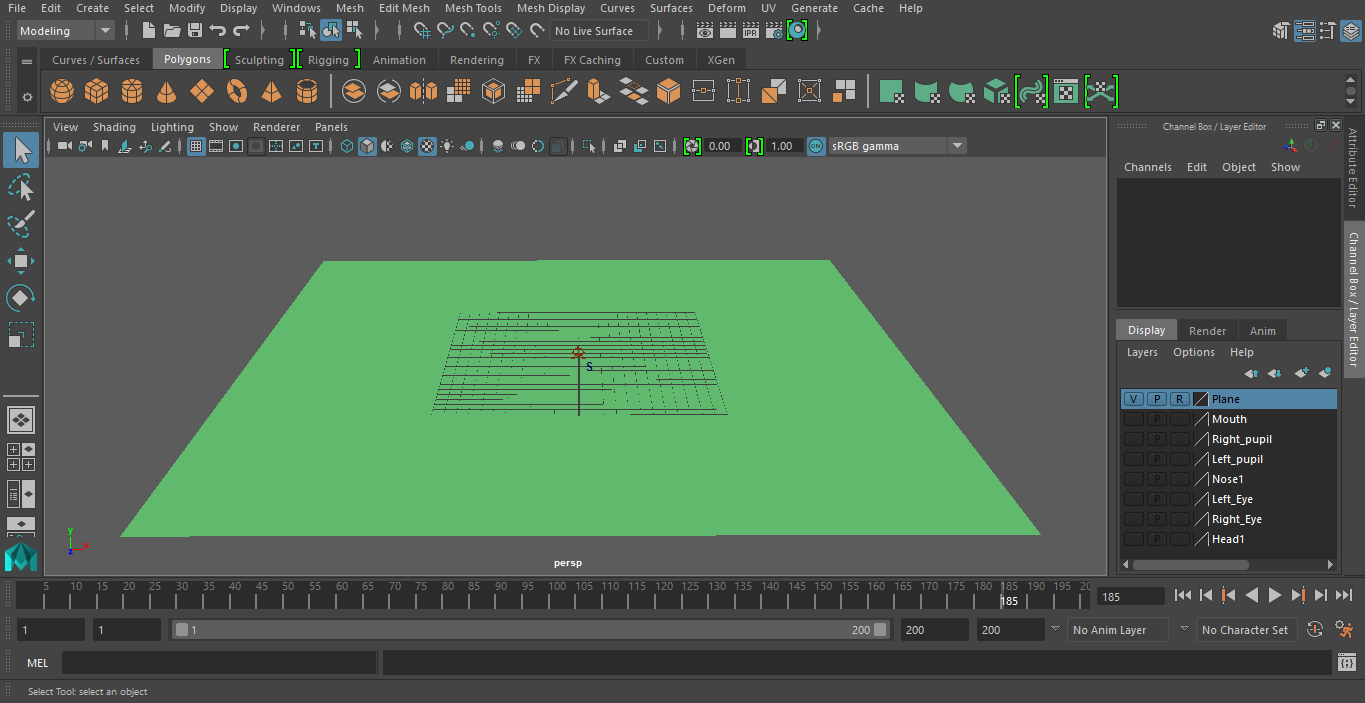 File Edit Create Select Modify Display Windows Mesh Edit Mesh Mesh Tools Mesh Display Curves Surfaces Deform UV Generate Cache Help
Modeling No Live Surface IPR
Curves / Surfaces Polygons Sculpting Rigging Animation Rendering FX FX Caching Custom XGen
View Shading Lighting Show Renderer Panels
0.00 1.00 ON sRGB gamma
Channel Box / Layer Editor
Channels Edit Object Show
Attribute Editor
Channel Box / Layer Editor
S
persp
y
x
z
Display Render Anim
Layers Options Help
V P R Plane
P Mouth
P Right_pupil
P Left_pupil
P Nose1
P Left_Eye
P Right_Eye
P Head1
5 10 15 20 25 30 35 40 45 50 55 60 65 70 75 80 85 90 95 100 105 110 115 120 125 130 135 140 145 150 155 160 165 170 175 180 185 190 195 20
185
185
1 1 1 200 200 200 No Anim Layer No Character Set
MEL
Select Tool: select an object